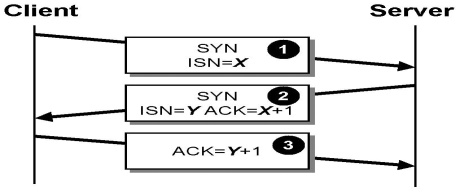 Client
Server
SYN
1
ISN=X
SYN
2
ISN=Y ACK=X+1
3
ACK=Y+1